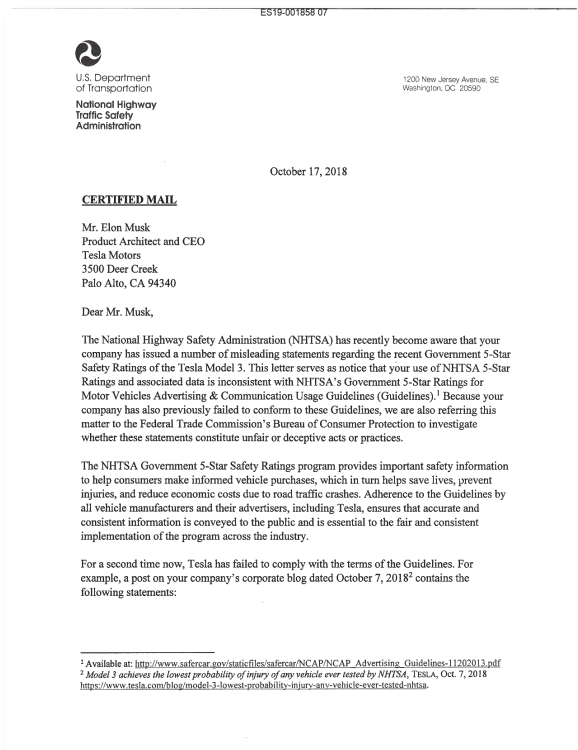 ES19-001858 07
U.S. Department
of Transportation
National Highway
Traffic Safety
Administration
1200 New Jersey Avenue, SE
Washington, DC 20590
October 17, 2018
CERTIFIED MAIL
Mr. Elon Musk
Product Architect and CEO
Tesla Motors
3500 Deer Creek
Palo Alto, CA 94340
Dear Mr. Musk,
The National Highway Safety Administration (NHTSA) has recently become aware that your
company has issued a number of misleading statements regarding the recent Government 5-Star
Safety Ratings of the Tesla Model 3. This letter serves as notice that your use of NHTSA 5-Star
Ratings and associated data is inconsistent with NHTSA's Government 5-Star Ratings for
Motor Vehicles Advertising & Communication Usage Guidelines (Guidelines).¹ Because your
company has also previously failed to conform to these Guidelines, we are also referring this
matter to the Federal Trade Commission's Bureau of Consumer Protection to investigate
whether these statements constitute unfair or deceptive acts or practices.
The NHTSA Government 5-Star Safety Ratings program provides important safety information
to help consumers make informed vehicle purchases, which in turn helps save lives, prevent
injuries, and reduce economic costs due to road traffic crashes. Adherence to the Guidelines by
all vehicle manufacturers and their advertisers, including Tesla, ensures that accurate and
consistent information is conveyed to the public and is essential to the fair and consistent
implementation of the program across the industry.
For a second time now, Tesla has failed to comply with the terms of the Guidelines. For
example, a post on your company's corporate blog dated October 7, 2018² contains the
following statements:
¹ Available at: http://www.safercar.gov/staticfiles/safercar/NCAP/NCAP_Advertising_Guidelines-11202013.pdf
² Model 3 achieves the lowest probability of injury of any vehicle ever tested by NHTSA, TESLA, Oct. 7, 2018
https://www.tesla.com/blog/model-3-lowest-probability-injury-any-vehicle-ever-tested-nhtsa.